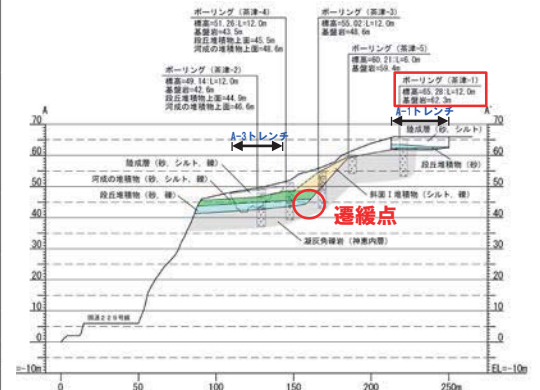 ボーリング (茶津-4)
標高=51.26:L=12.0m
基盤岩=43.5m
段丘堆積物上面=45.5m
河成の堆積物上面=48.6m
ボーリング (茶津-3)
標高=55.02:L=12.0m
基盤岩=48.6m
ボーリング (茶津-5)
標高=60.21:L=6.0m
基盤岩=59.4m
ボーリング (茶津-2)
標高=49.14:L=12.0m
基盤岩=42.6m
段丘堆積物上面=44.9m
河成の堆積物上面=46.6m
ボーリング (茶津-1)
標高=65.28:L=12.0m
基盤岩=62.3m
A-3トレンチ
A-1トレンチ
A
A'
陸成層 (砂, シルト)
段丘堆積物 (砂)
陸成層 (砂, シルト, 礫)
河成の堆積物 (砂, シルト, 礫)
段丘堆積物 (砂, 礫)
斜面Ⅰ堆積物 (シルト, 礫)
遷緩点
凝灰角礫岩 (神恵内層)
国道229号線
70
60
50
40
30
20
10
0
=-10m
70
60
50
40
30
20
10
0
EL=-10m
0
50
100
150
200
250m